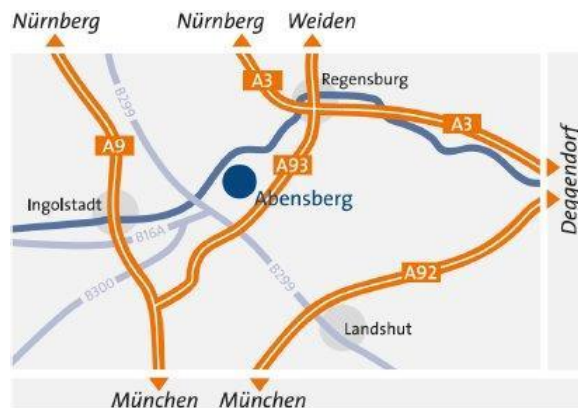 Nürnberg
Nürnberg
Weiden
A3
Regensburg
B299
A3
A9
A93
Abensberg
Ingolstadt
Deggendorf
B16A
B300
B299
A92
Landshut
München
München